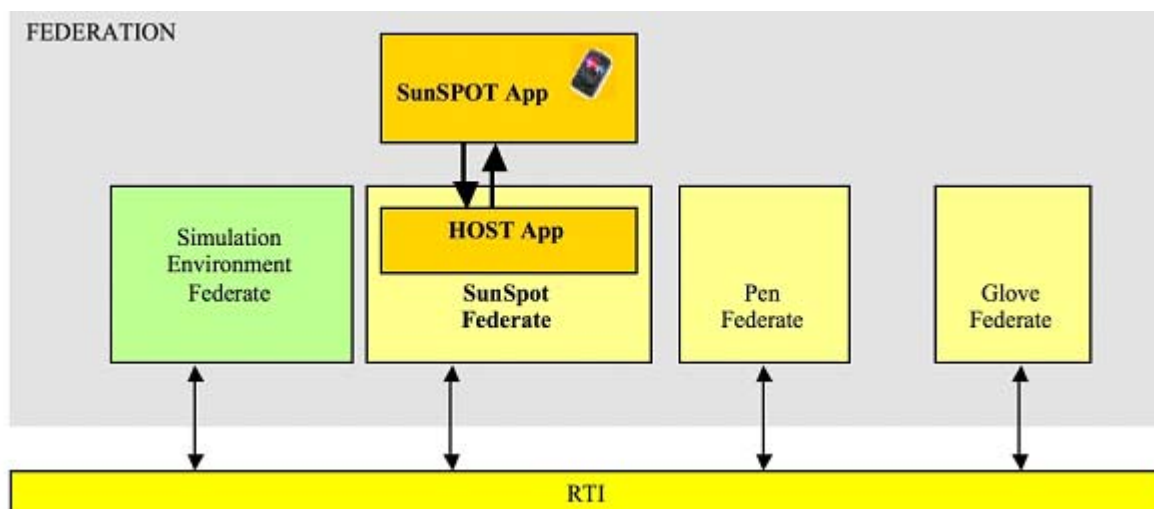 FEDERATION
SunSPOT App
HOST App
Simulation
Environment
Federate
SunSpot
Federate
Pen
Federate
Glove
Federate
RTI